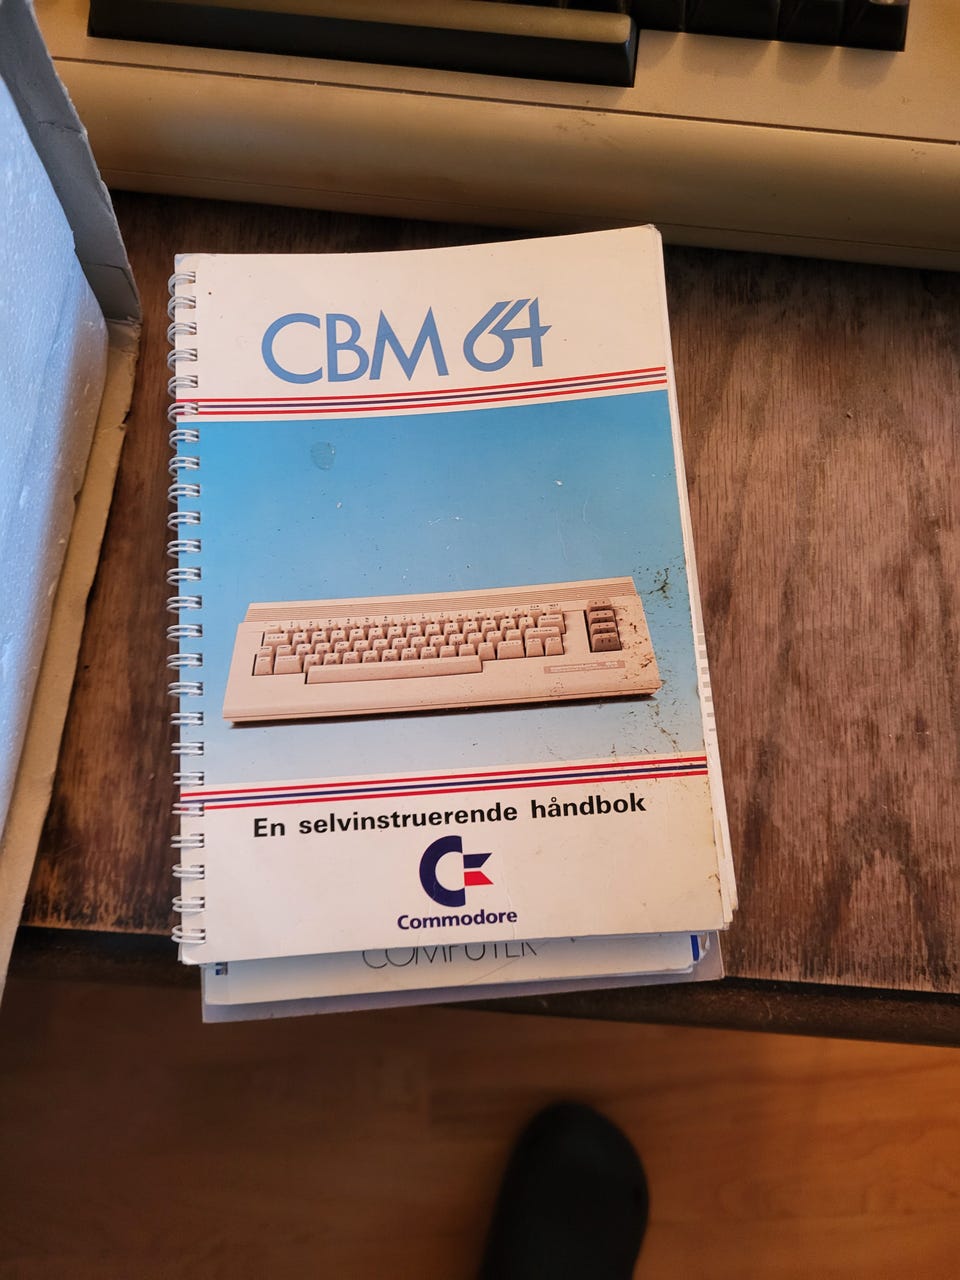 CBM 64
En selvinstruerende håndbok
Commodore
COMPUTER